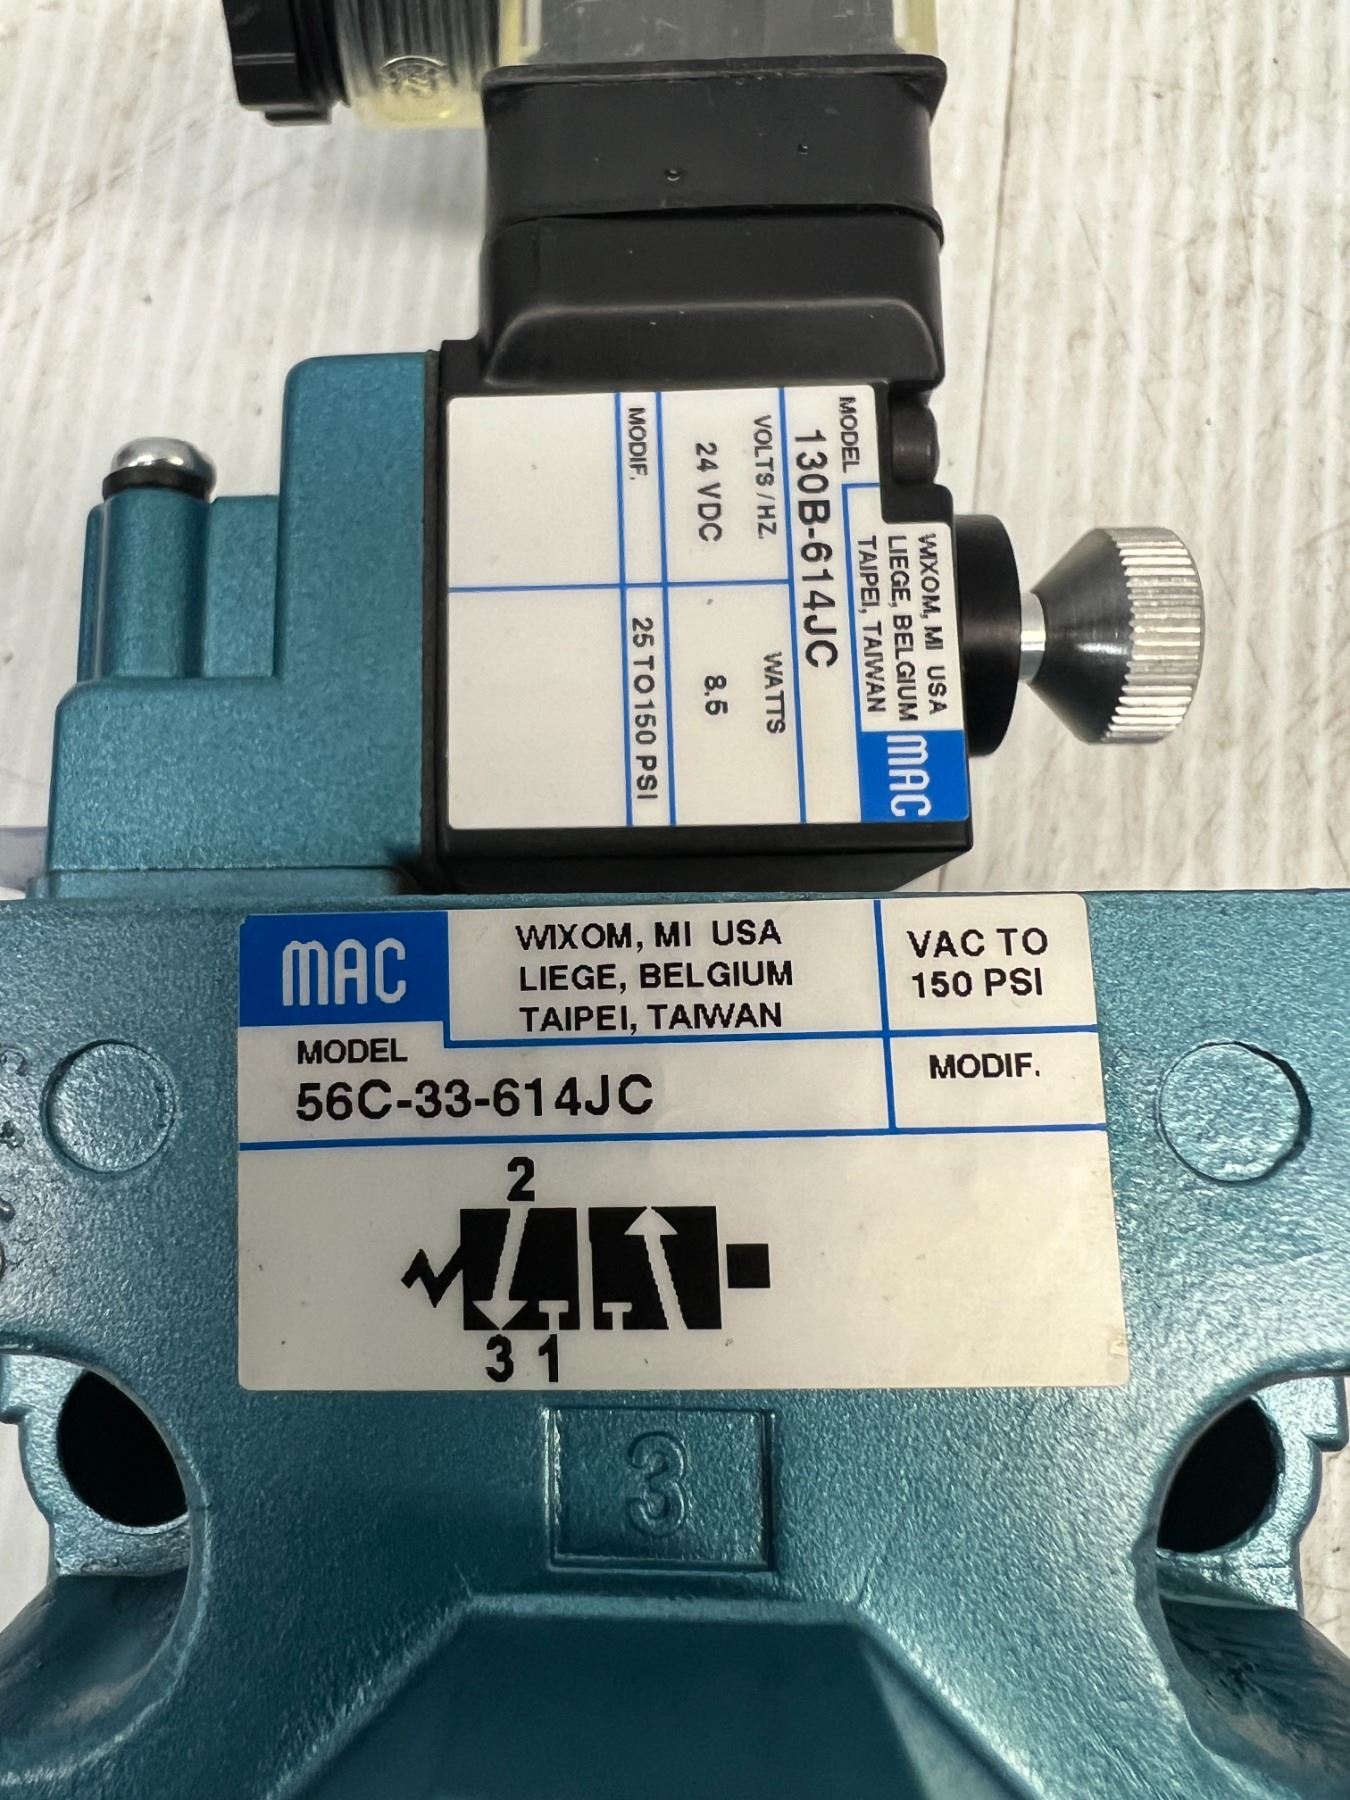 WIXOM, MI USA
LIEGE, BELGIUM
TAIPEI, TAIWAN
MAC
MODEL
130B-614JC
VOLTS/HZ. WATTS
24 VDC 8.5
MODIF. 25 TO 150 PSI
MAC
WIXOM, MI USA
LIEGE, BELGIUM
TAIPEI, TAIWAN
VAC TO
150 PSI
MODEL
56C-33-614JC
MODIF.
2
3 1
3